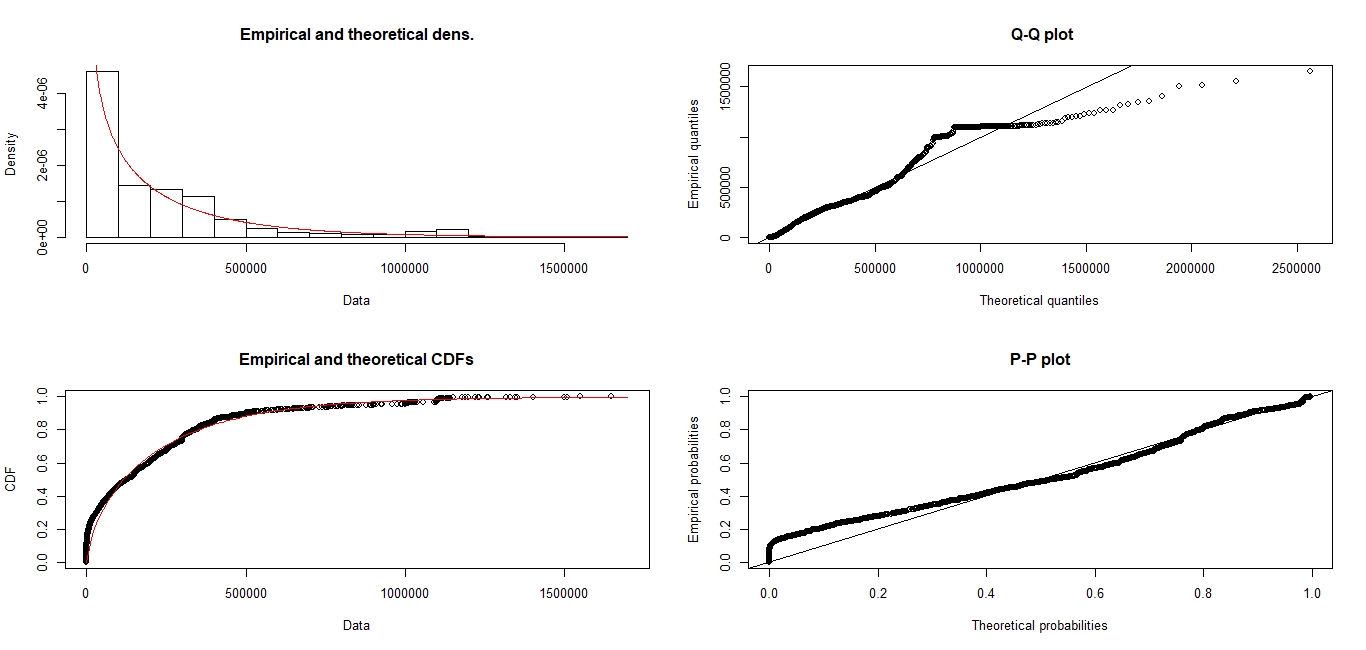 Empirical and theoretical dens.
Density
0e+00 2e-06 4e-06
0 500000 1000000 1500000
Data
Q-Q plot
Empirical quantiles
0 500000 1500000
0 500000 1000000 1500000 2000000 2500000
Theoretical quantiles
Empirical and theoretical CDFs
CDF
0.0 0.2 0.4 0.6 0.8 1.0
0 500000 1000000 1500000
Data
P-P plot
Empirical probabilities
0.0 0.2 0.4 0.6 0.8 1.0
0.0 0.2 0.4 0.6 0.8 1.0
Theoretical probabilities